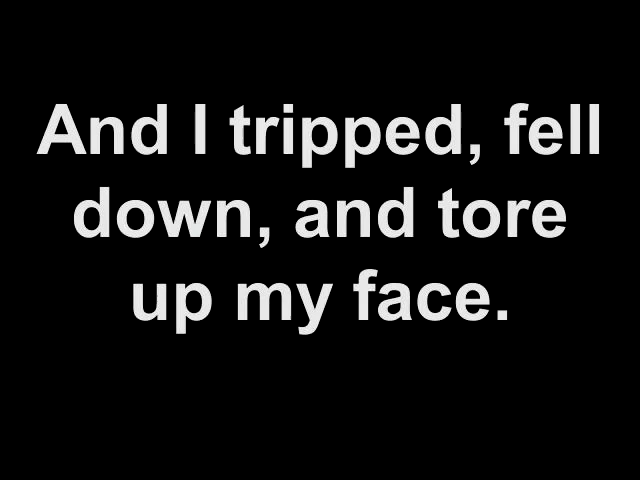 And I tripped, fell
down, and tore
up my face.